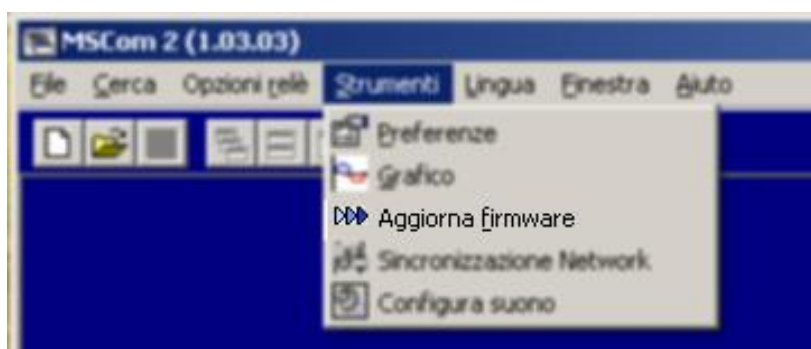 MSCom 2 (1.03.03)
File Cerca Opzioni relè Strumenti Lingua Finestra Aiuto
Preferenze
Grafico
Aggiorna firmware
Sincronizzazione Network
Configura suono